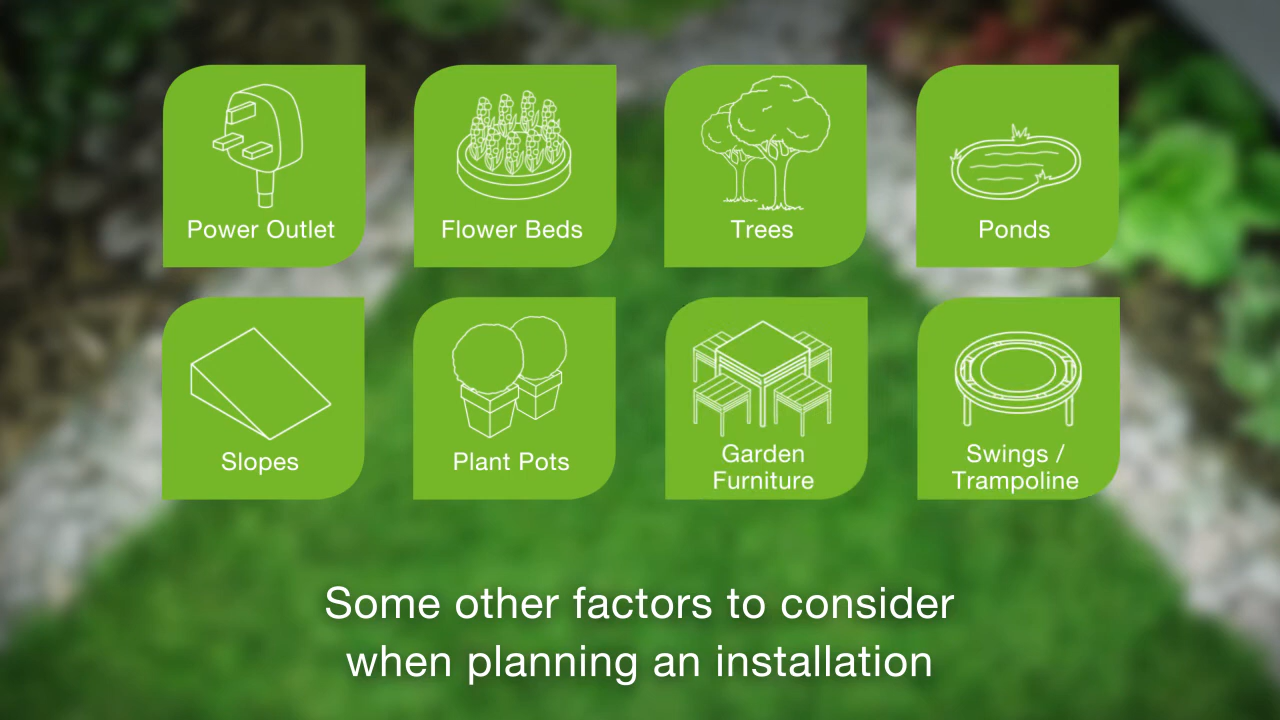 Power Outlet
Flower Beds
Trees
Ponds
Slopes
Plant Pots
Garden
Furniture
Swings /
Trampoline
Some other factors to consider
when planning an installation